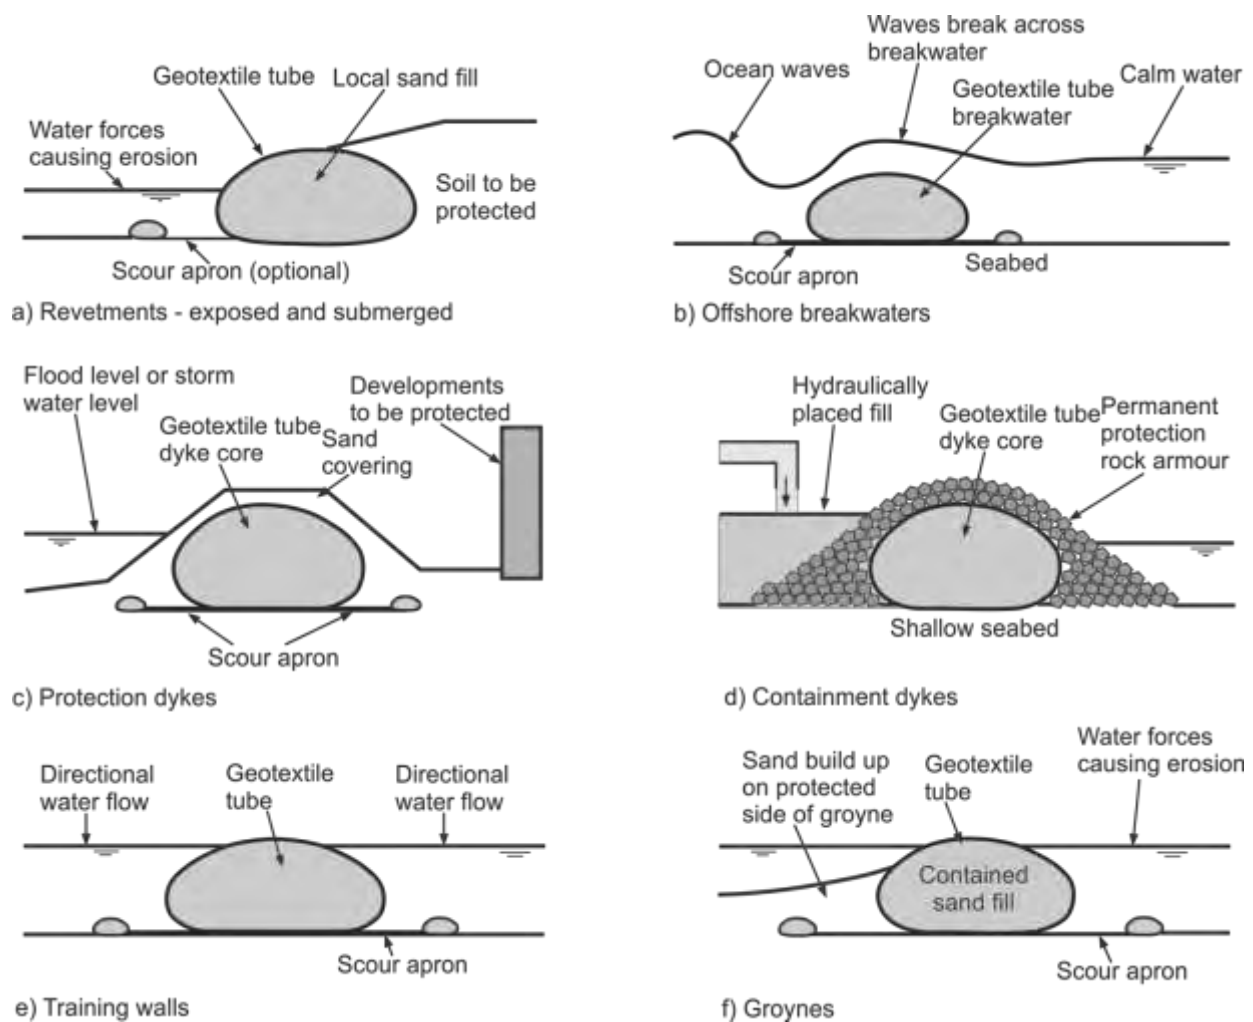 Geotextile tube
Local sand fill
Water forces
causing erosion
Soil to be
protected
Scour apron (optional)
a) Revetments - exposed and submerged
Waves break across
breakwater
Ocean waves
Geotextile tube
breakwater
Calm water
Scour apron
Seabed
b) Offshore breakwaters
Flood level or storm
water level
Geotextile tube
dyke core
Sand
covering
Developments
to be protected
Scour apron
c) Protection dykes
Hydraulically
placed fill
Geotextile tube
dyke core
Permanent
protection
rock armour
Shallow seabed
d) Containment dykes
Directional
water flow
Geotextile
tube
Directional
water flow
Scour apron
e) Training walls
Sand build up
on protected
side of groyne
Geotextile
tube
Water forces
causing erosion
Contained
sand fill
Scour apron
f) Groynes